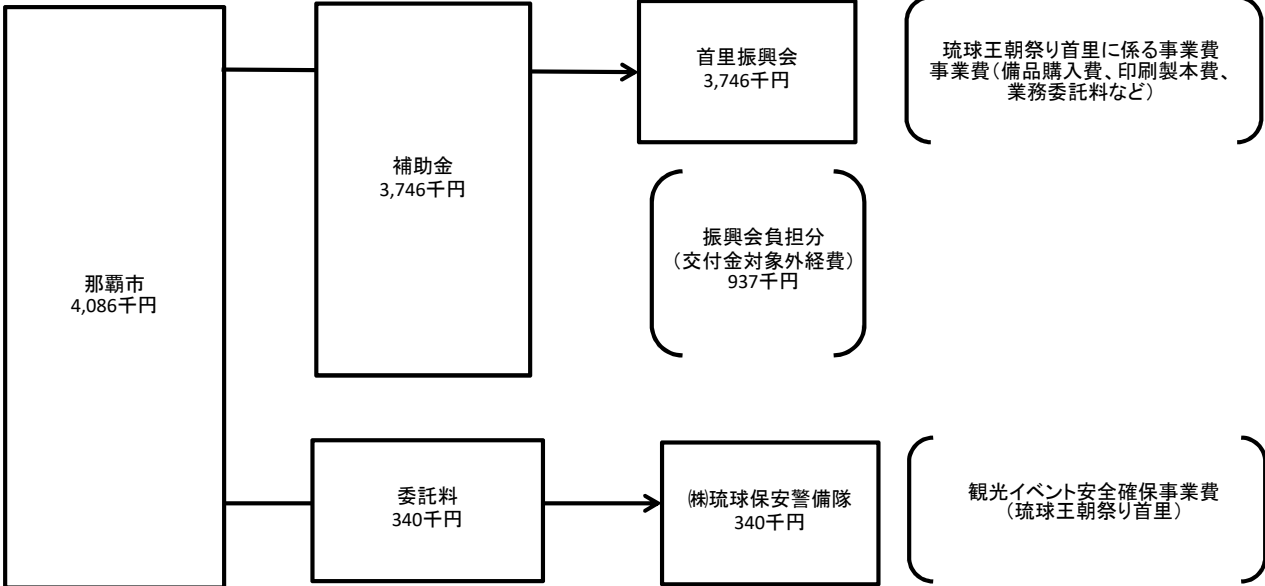 那覇市
4,086千円
補助金
3,746千円
首里振興会
3,746千円
琉球王朝祭り首里に係る事業費
事業費(備品購入費、印刷製本費、
業務委託料など)
振興会負担分
(交付金対象外経費)
937千円
委託料
340千円
㈱琉球保安警備隊
340千円
観光イベント安全確保事業費
(琉球王朝祭り首里)